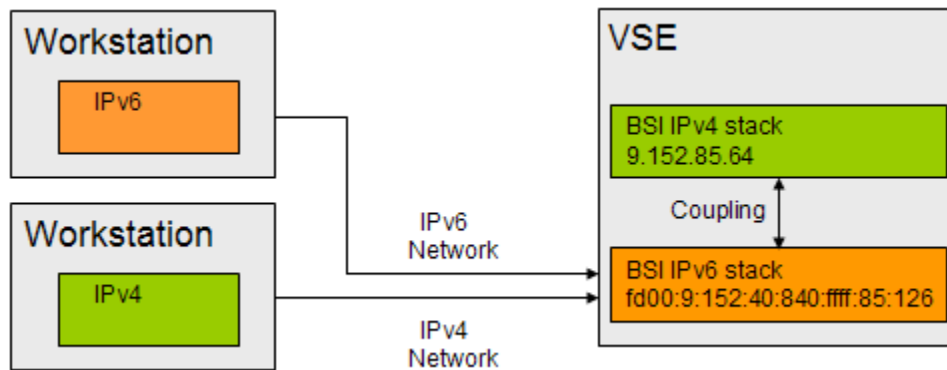 Workstation
IPv6
Workstation
IPv4
IPv6
Network
IPv4
Network
VSE
BSI IPv4 stack
9.152.85.64
Coupling
BSI IPv6 stack
fd00:9:152:40:840:ffff:85:126